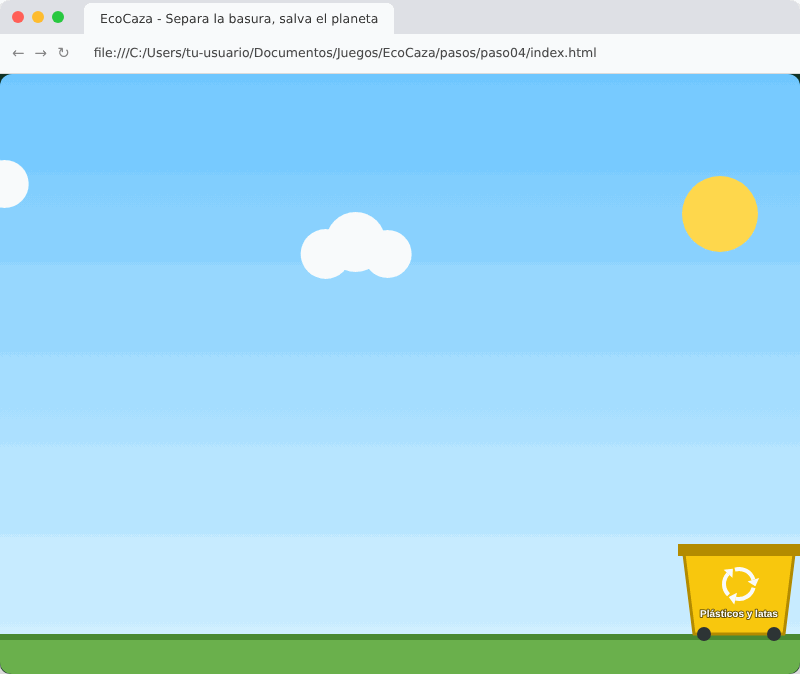 EcoCaza - Separa la basura, salva el planeta
file:///C:/Users/tu-usuario/Documentos/Juegos/EcoCaza/pasos/paso04/index.html
Plásticos y latas